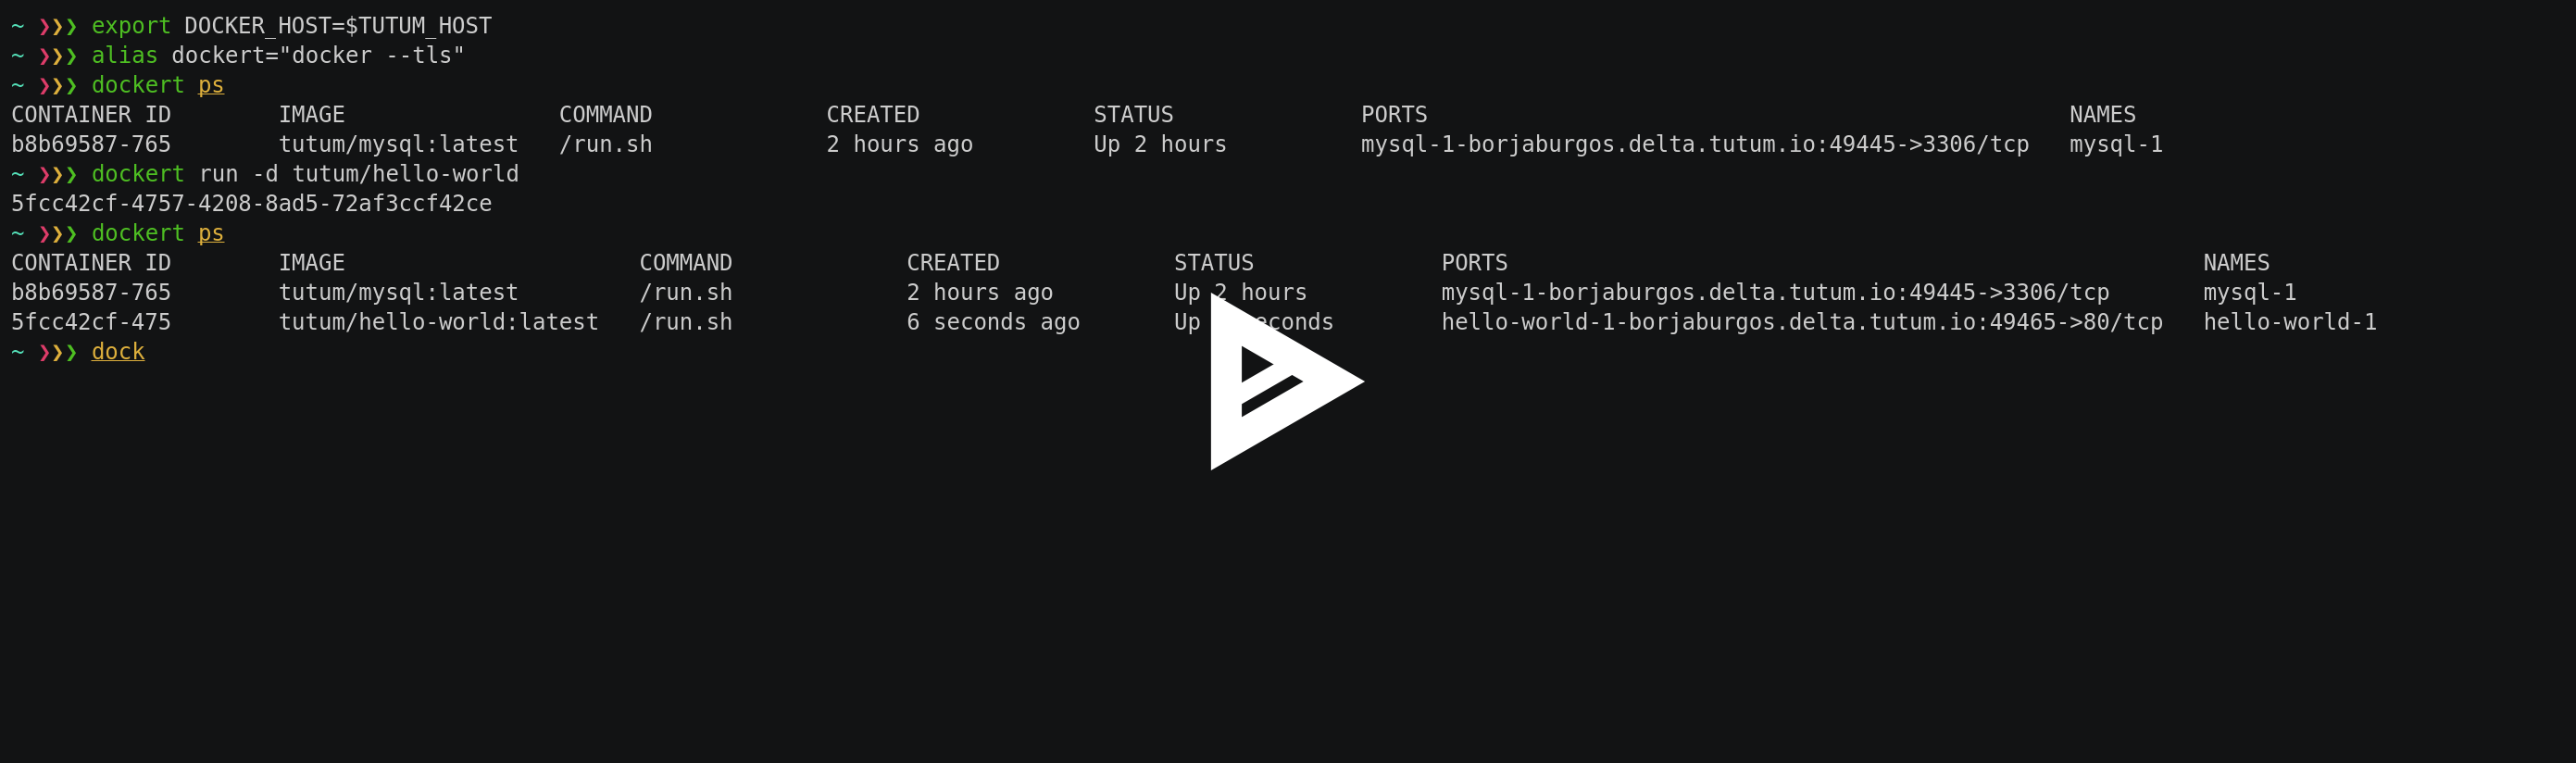 ~ ❯❯❯ export DOCKER_HOST=$TUTUM_HOST
~ ❯❯❯ alias dockert="docker --tls"
~ ❯❯❯ dockert ps
CONTAINER ID        IMAGE                COMMAND             CREATED             STATUS              PORTS                                                NAMES
b8b69587-765        tutum/mysql:latest   /run.sh             2 hours ago         Up 2 hours          mysql-1-borjaburgos.delta.tutum.io:49445->3306/tcp   mysql-1
~ ❯❯❯ dockert run -d tutum/hello-world
5fcc42cf-4757-4208-8ad5-72af3ccf42ce
~ ❯❯❯ dockert ps
CONTAINER ID        IMAGE                      COMMAND             CREATED             STATUS              PORTS                                                    NAMES
b8b69587-765        tutum/mysql:latest         /run.sh             2 hours ago         Up 2 hours          mysql-1-borjaburgos.delta.tutum.io:49445->3306/tcp       mysql-1
5fcc42cf-475        tutum/hello-world:latest   /run.sh             6 seconds ago       Up seconds          hello-world-1-borjaburgos.delta.tutum.io:49465->80/tcp   hello-world-1
~ ❯❯❯ dock